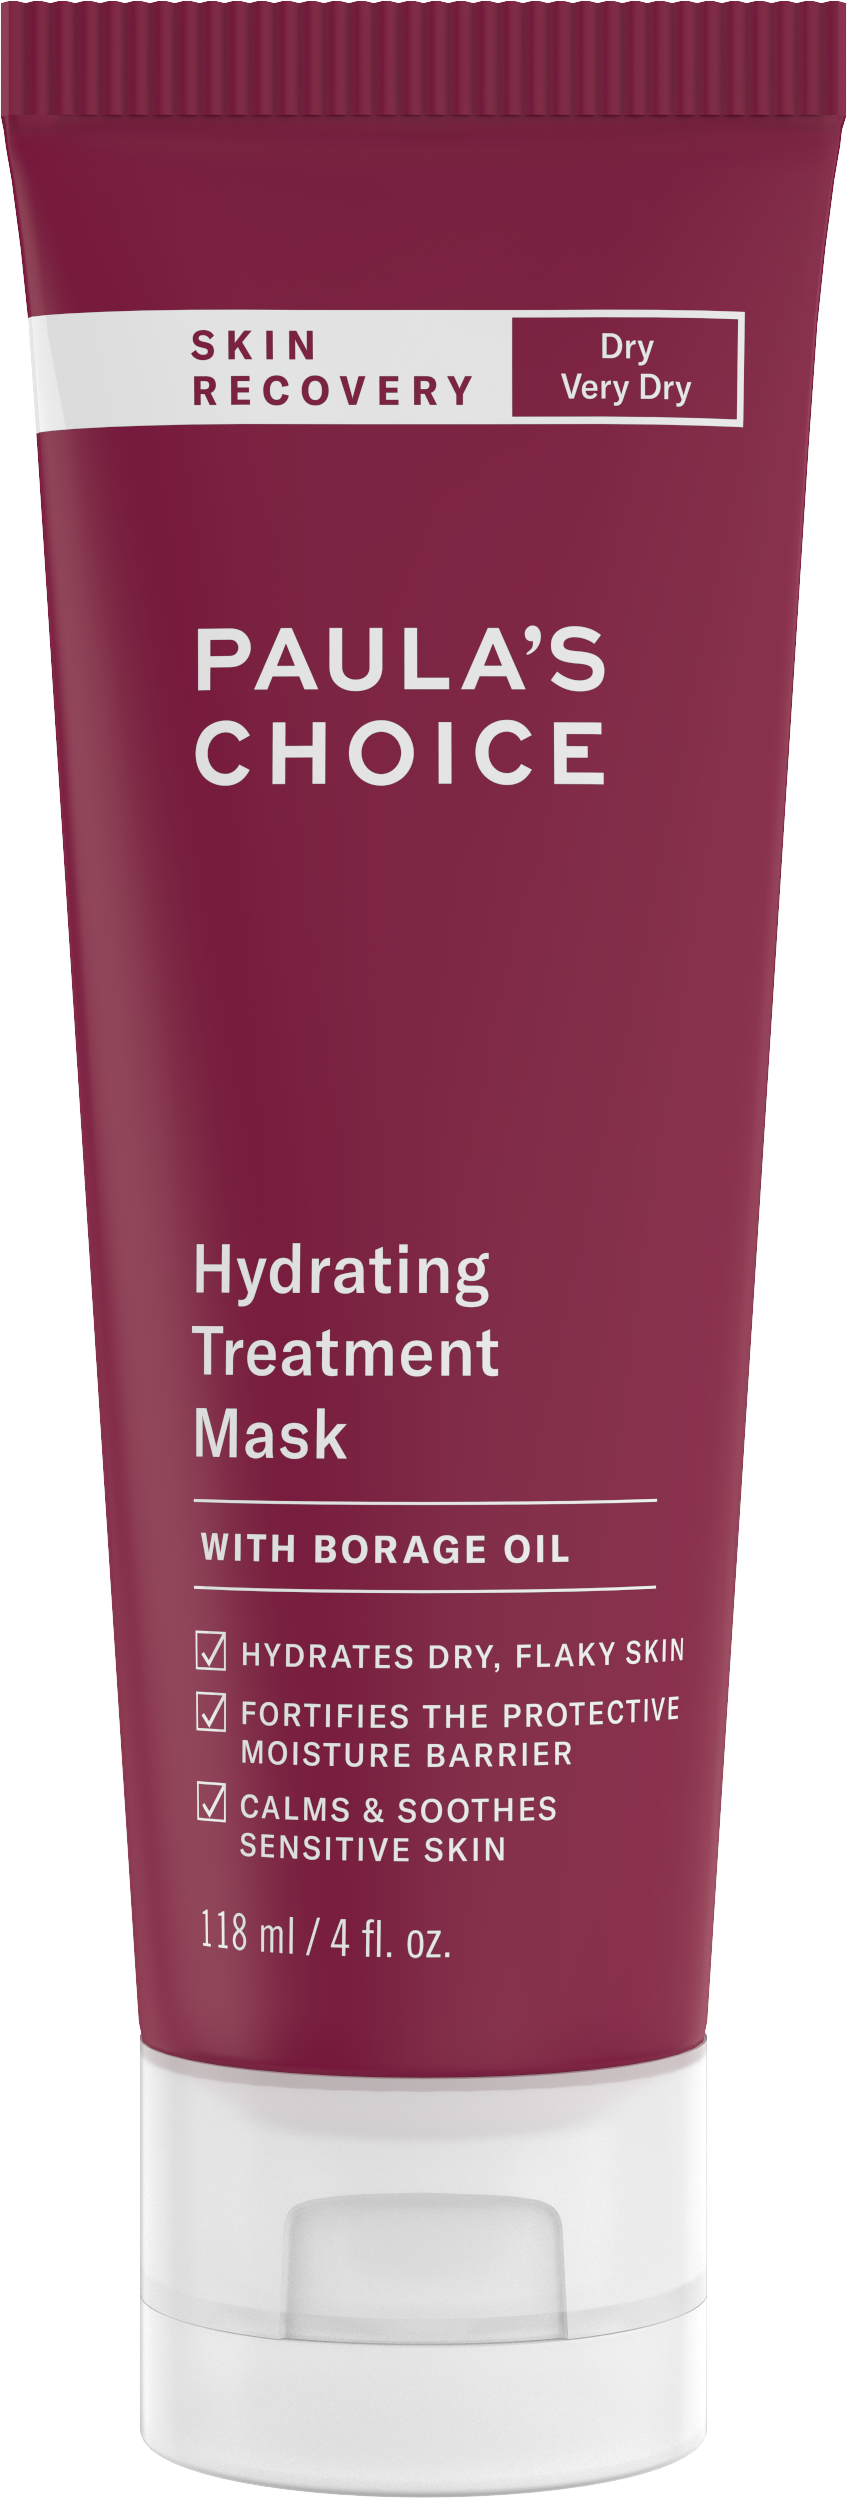 SKIN
RECOVERY
Dry
Very Dry
PAULA'S
CHOICE
Hydrating
Treatment
Mask
WITH BORAGE OIL
☑ HYDRATES DRY, FLAKY SKIN
☑ FORTIFIES THE PROTECTIVE
MOISTURE BARRIER
☑ CALMS & SOOTHES
SENSITIVE SKIN
118 ml / 4 fl. oz.